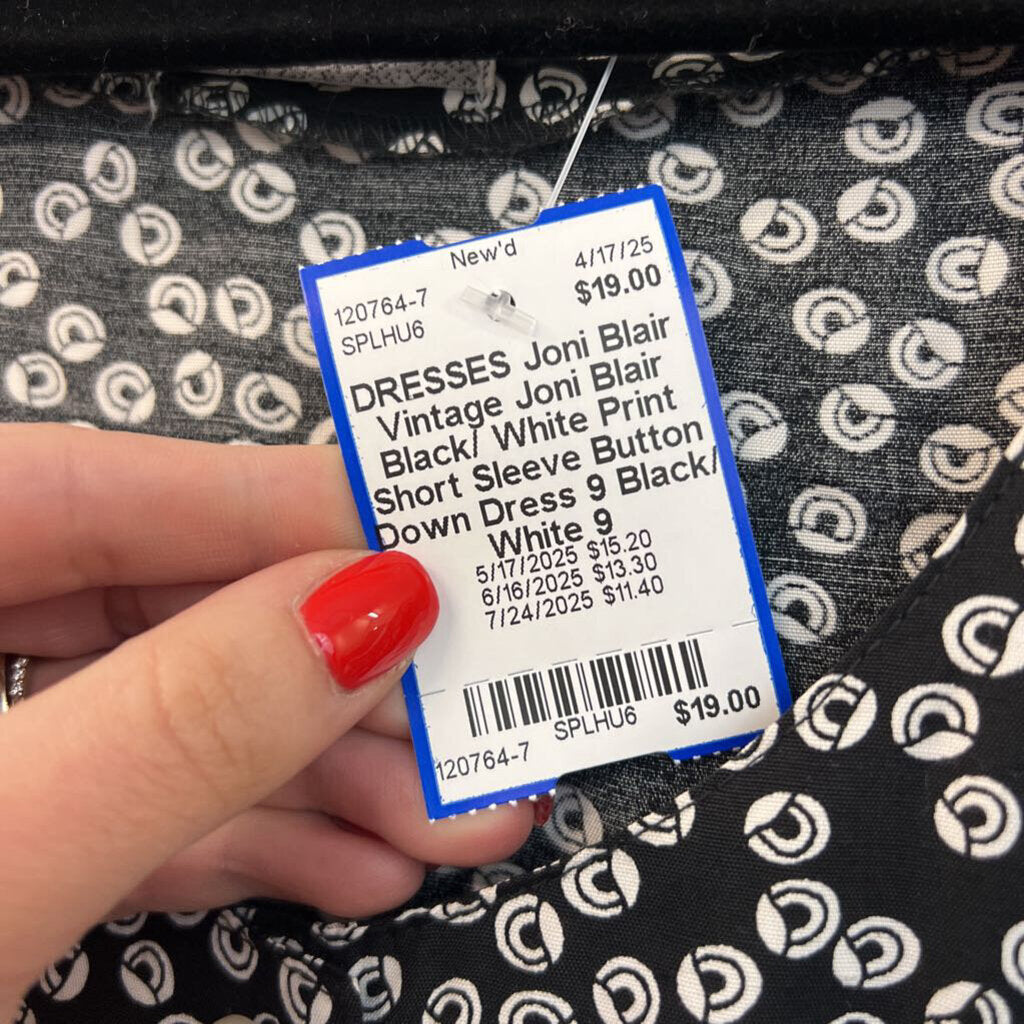 New'd
4/17/25
120764-7
$19.00
SPLHU6
DRESSES Joni Blair
Vintage Joni Blair
Black/ White Print
Short Sleeve Button
Down Dress 9 Black/
White 9
5/17/2025 $15.20
6/16/2025 $13.30
7/24/2025 $11.40
SPLHU6
$19.00
120764-7